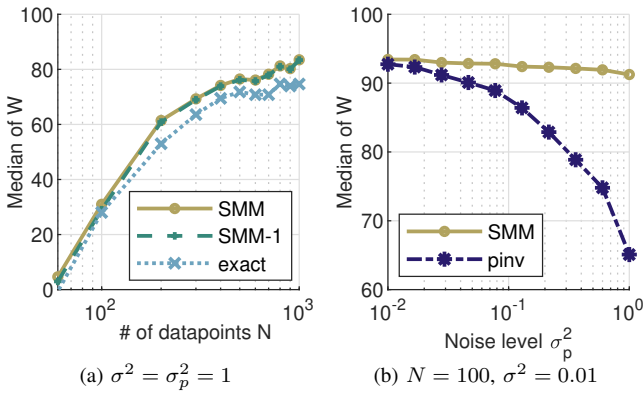 100
80
60
40
20
0
Median of W
SMM
SMM-1
exact
10^2
10^3
# of datapoints N
(a) σ^2 = σ_p^2 = 1
100
90
80
70
60
Median of W
SMM
pinv
10^-2
10^-1
10^0
Noise level σ_p^2
(b) N = 100, σ^2 = 0.01